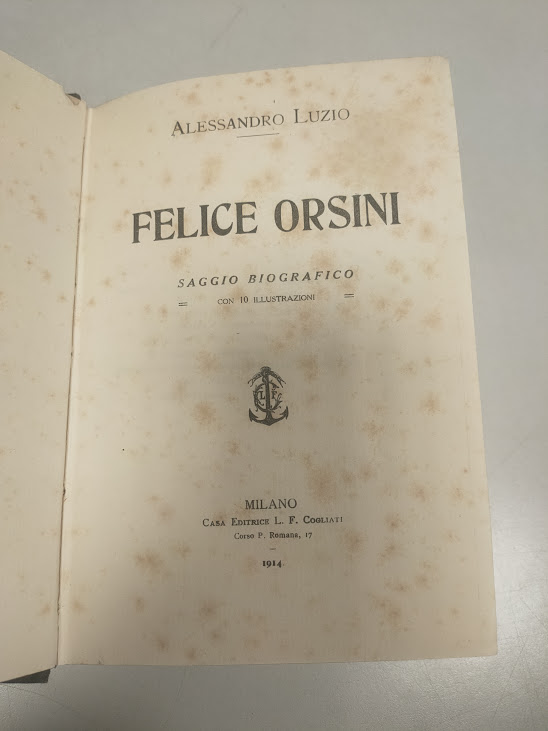 ALESSANDRO LUZIO
FELICE ORSINI
SAGGIO BIOGRAFICO
= CON 10 ILLUSTRAZIONI =
MILANO
CASA EDITRICE L. F. COGLIATI
Corso P. Romana, 17
1914